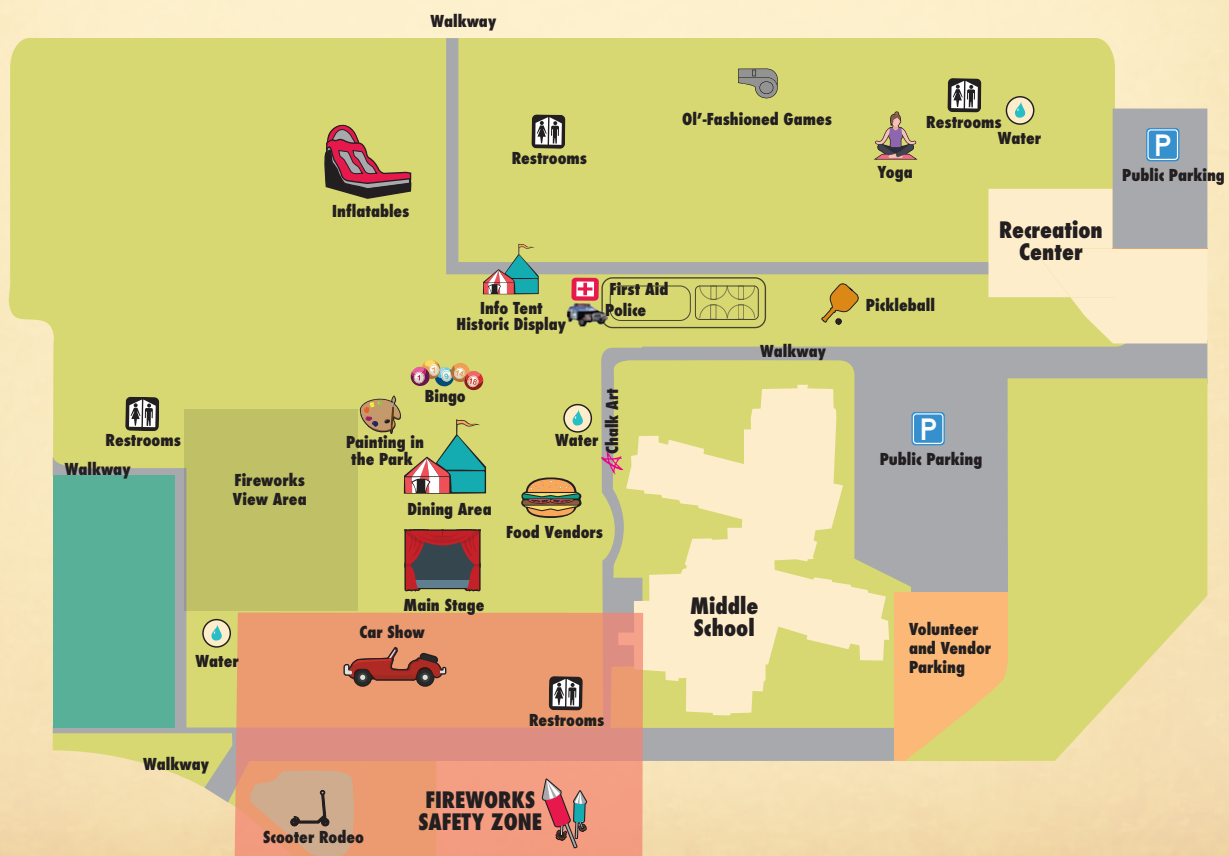 Walkway
Ol'-Fashioned Games
Restrooms
Restrooms
Water
Yoga
P
Public Parking
Inflatables
Recreation
Center
Info Tent
Historic Display
First Aid
Police
Pickleball
Walkway
Bingo
Chalk Art
Restrooms
Painting in
the Park
Water
P
Public Parking
Walkway
Fireworks
View Area
Dining Area
Food Vendors
Main Stage
Middle
School
Car Show
Volunteer
and Vendor
Parking
Water
Restrooms
Walkway
FIREWORKS
SAFETY ZONE
Scooter Rodeo